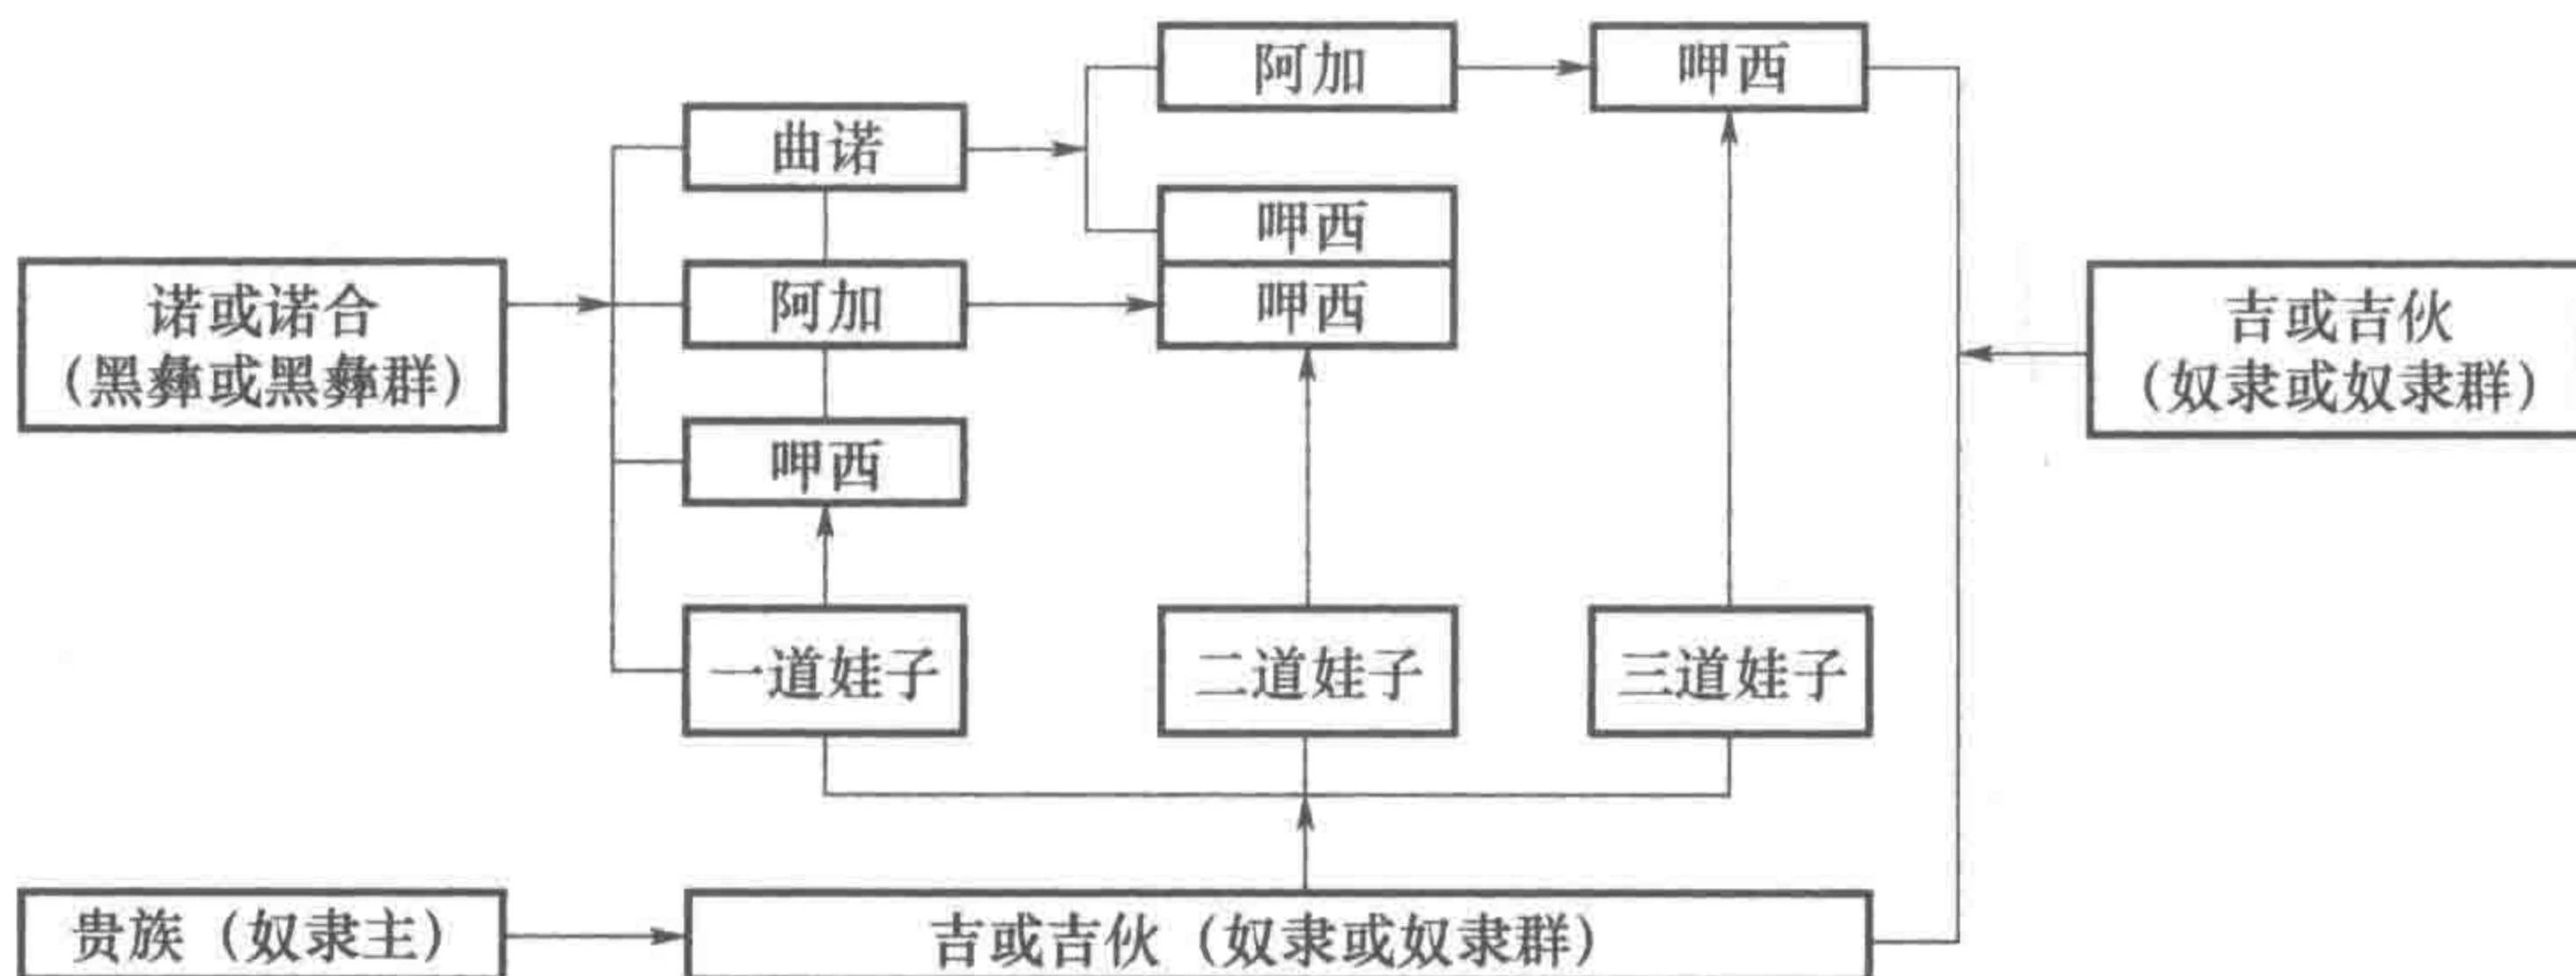 阿加
呷西
曲诺
呷西
诺或诺合
(黑彝或黑彝群)
阿加
呷西
吉或吉伙
(奴隶或奴隶群)
呷西
一道娃子
二道娃子
三道娃子
贵族(奴隶主)
吉或吉伙(奴隶或奴隶群)